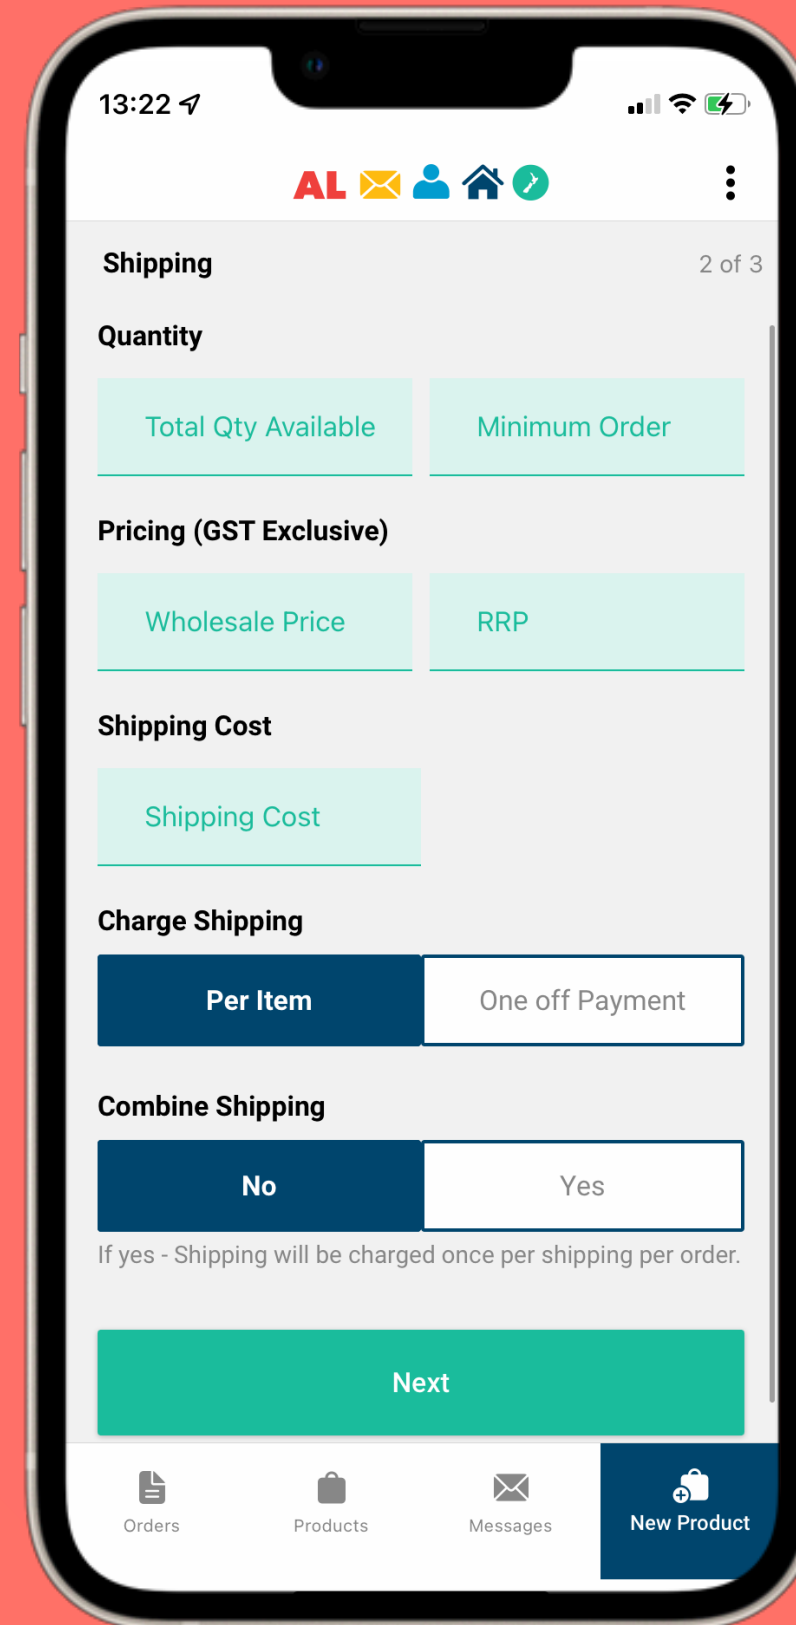 13:22
AL
Shipping 2 of 3
Quantity
Total Qty Available Minimum Order
Pricing (GST Exclusive)
Wholesale Price RRP
Shipping Cost
Shipping Cost
Charge Shipping
Per Item One off Payment
Combine Shipping
No Yes
If yes - Shipping will be charged once per shipping per order.
Next
Orders Products Messages New Product